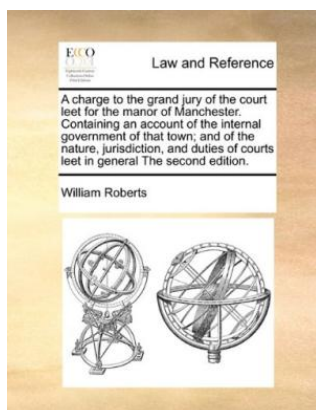 ECCO
Law and Reference
A charge to the grand jury of the court
leet for the manor of Manchester.
Containing an account of the internal
government of that town; and of the
nature, jurisdiction, and duties of courts
leet in general The second edition.
William Roberts